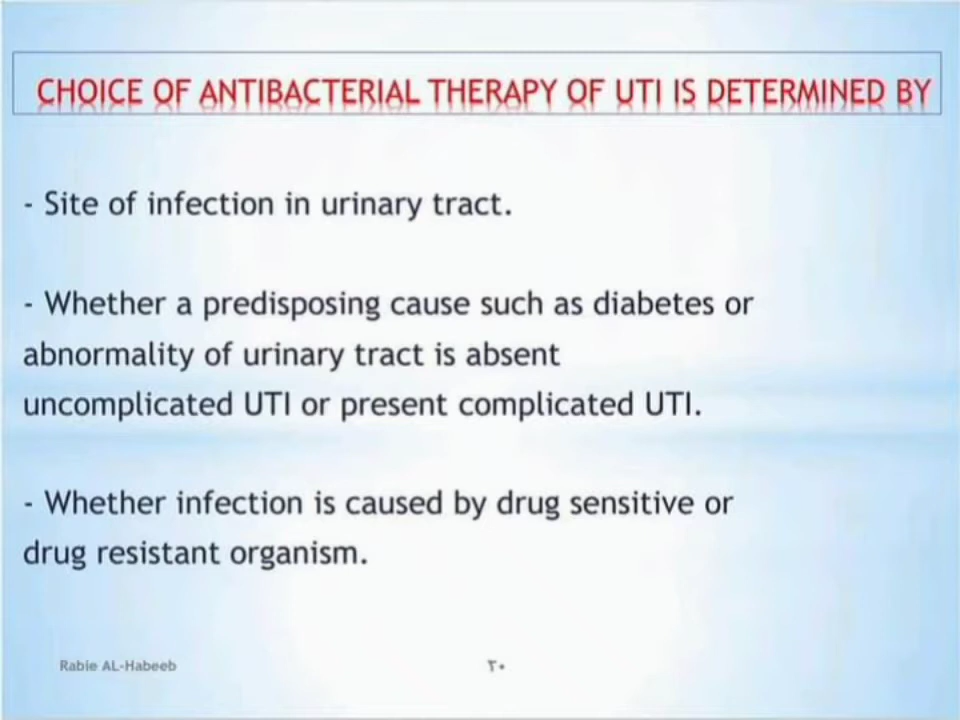 CHOICE OF ANTIBACTERIAL THERAPY OF UTI IS DETERMINED BY
- Site of infection in urinary tract.
- Whether a predisposing cause such as diabetes or
abnormality of urinary tract is absent
uncomplicated UTI or present complicated UTI.
- Whether infection is caused by drug sensitive or
drug resistant organism.
Rabie AL-Habeeb
٢٠